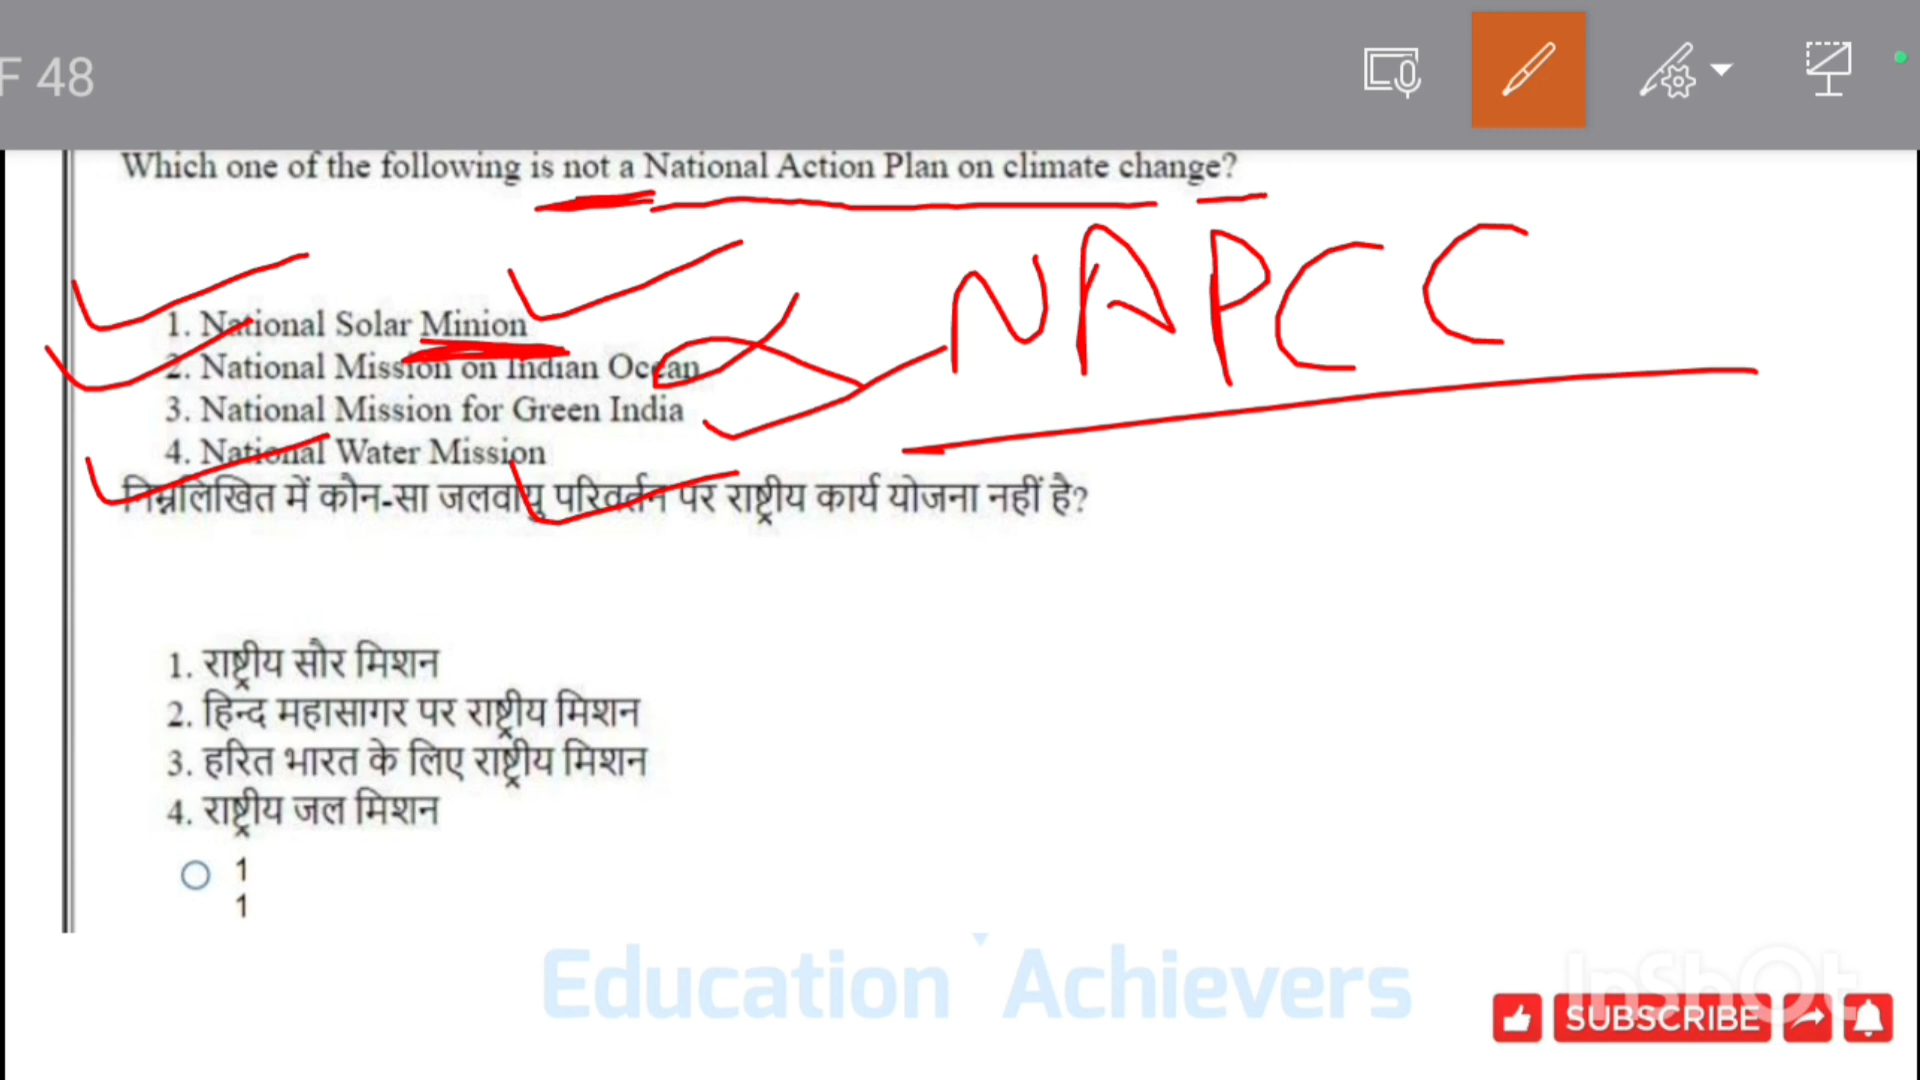 F 48
Which one of the following is not a National Action Plan on climate change?
NAPCC
1. National Solar Minion
2. National Mission on Indian Ocean
3. National Mission for Green India
4. National Water Mission
निम्नलिखित में कौन-सा जलवायु परिवर्तन पर राष्ट्रीय कार्य योजना नहीं है?
1. राष्ट्रीय सौर मिशन
2. हिन्द महासागर पर राष्ट्रीय मिशन
3. हरित भारत के लिए राष्ट्रीय मिशन
4. राष्ट्रीय जल मिशन
1
1
Education Achievers
InShOt
SUBSCRIBE